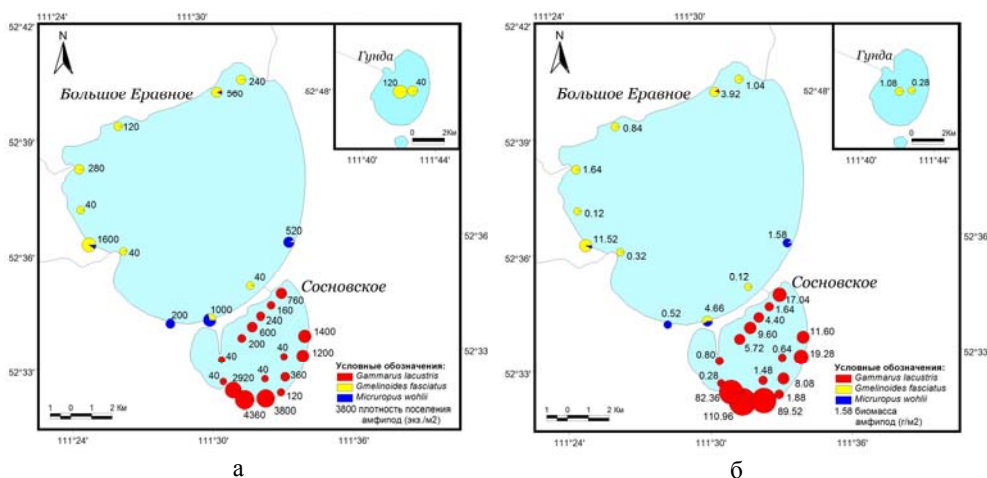 111°24'
111°30'
52°42'
N
Гунда
120
40
52°48'
0 2Км
111°40' 111°44'
Большое Еравное
240
560
120
52°39'
280
40
1600
40
520
52°36'
52°36'
40
Сосновское
200
1000
760
160
240
600
200
1400
1200
40
40
40
40
360
120
2920
4360
3800
52°33'
52°33'
Условные обозначения:
Gammarus lacustris
Gmelinoides fasciatus
Micruropus wohlii
3800 плотность поселения
амфипод (экз./м2)
1 0 1 2 Км
111°24' 111°30' 111°36'
а
111°24'
111°30'
52°42'
N
Гунда
1.08
0.28
52°48'
0 2Км
111°40' 111°44'
Большое Еравное
1.04
3.92
0.84
52°39'
1.64
0.12
11.52
0.32
1.58
52°36'
52°36'
0.12
Сосновское
0.52
4.66
17.04
1.64
4.40
9.60
5.72
11.60
0.64
19.28
0.80
0.28
1.48
8.08
1.88
82.36
110.96
89.52
52°33'
52°33'
Условные обозначения:
Gammarus lacustris
Gmelinoides fasciatus
Micruropus wohlii
1.58 биомасса
амфипод (г/м2)
1 0 1 2 Км
111°24' 111°30' 111°36'
б